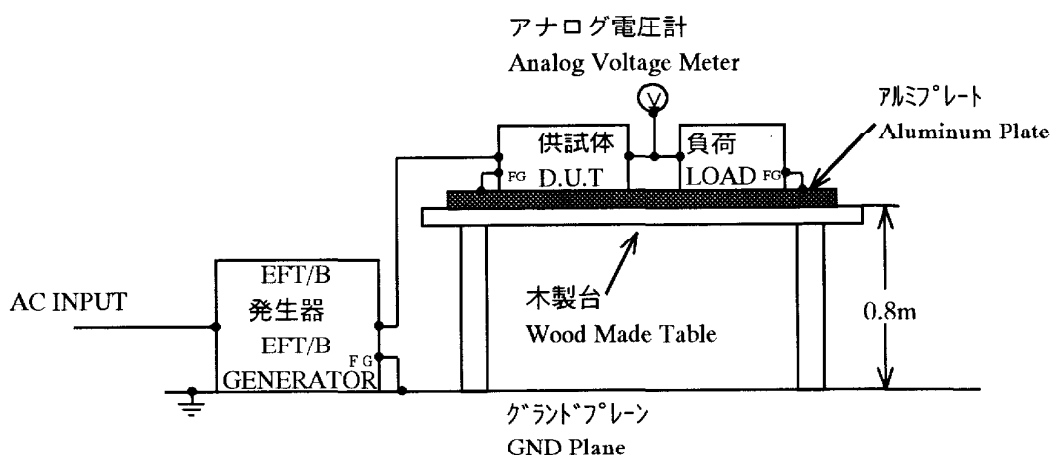 アナログ電圧計
Analog Voltage Meter
V
アルミプレート
Aluminum Plate
供試体
FG
D.U.T
負荷
LOAD FG
EFT/B
発生器
EFT/B
FG
GENERATOR
AC INPUT
木製台
Wood Made Table
0.8m
グランドプレーン
GND Plane